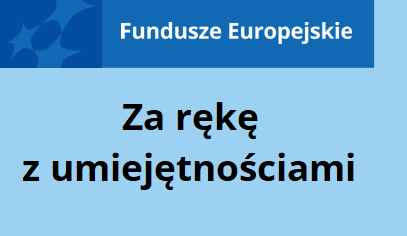 Fundusze Europejskie
Za rękę
z umiejętnościami